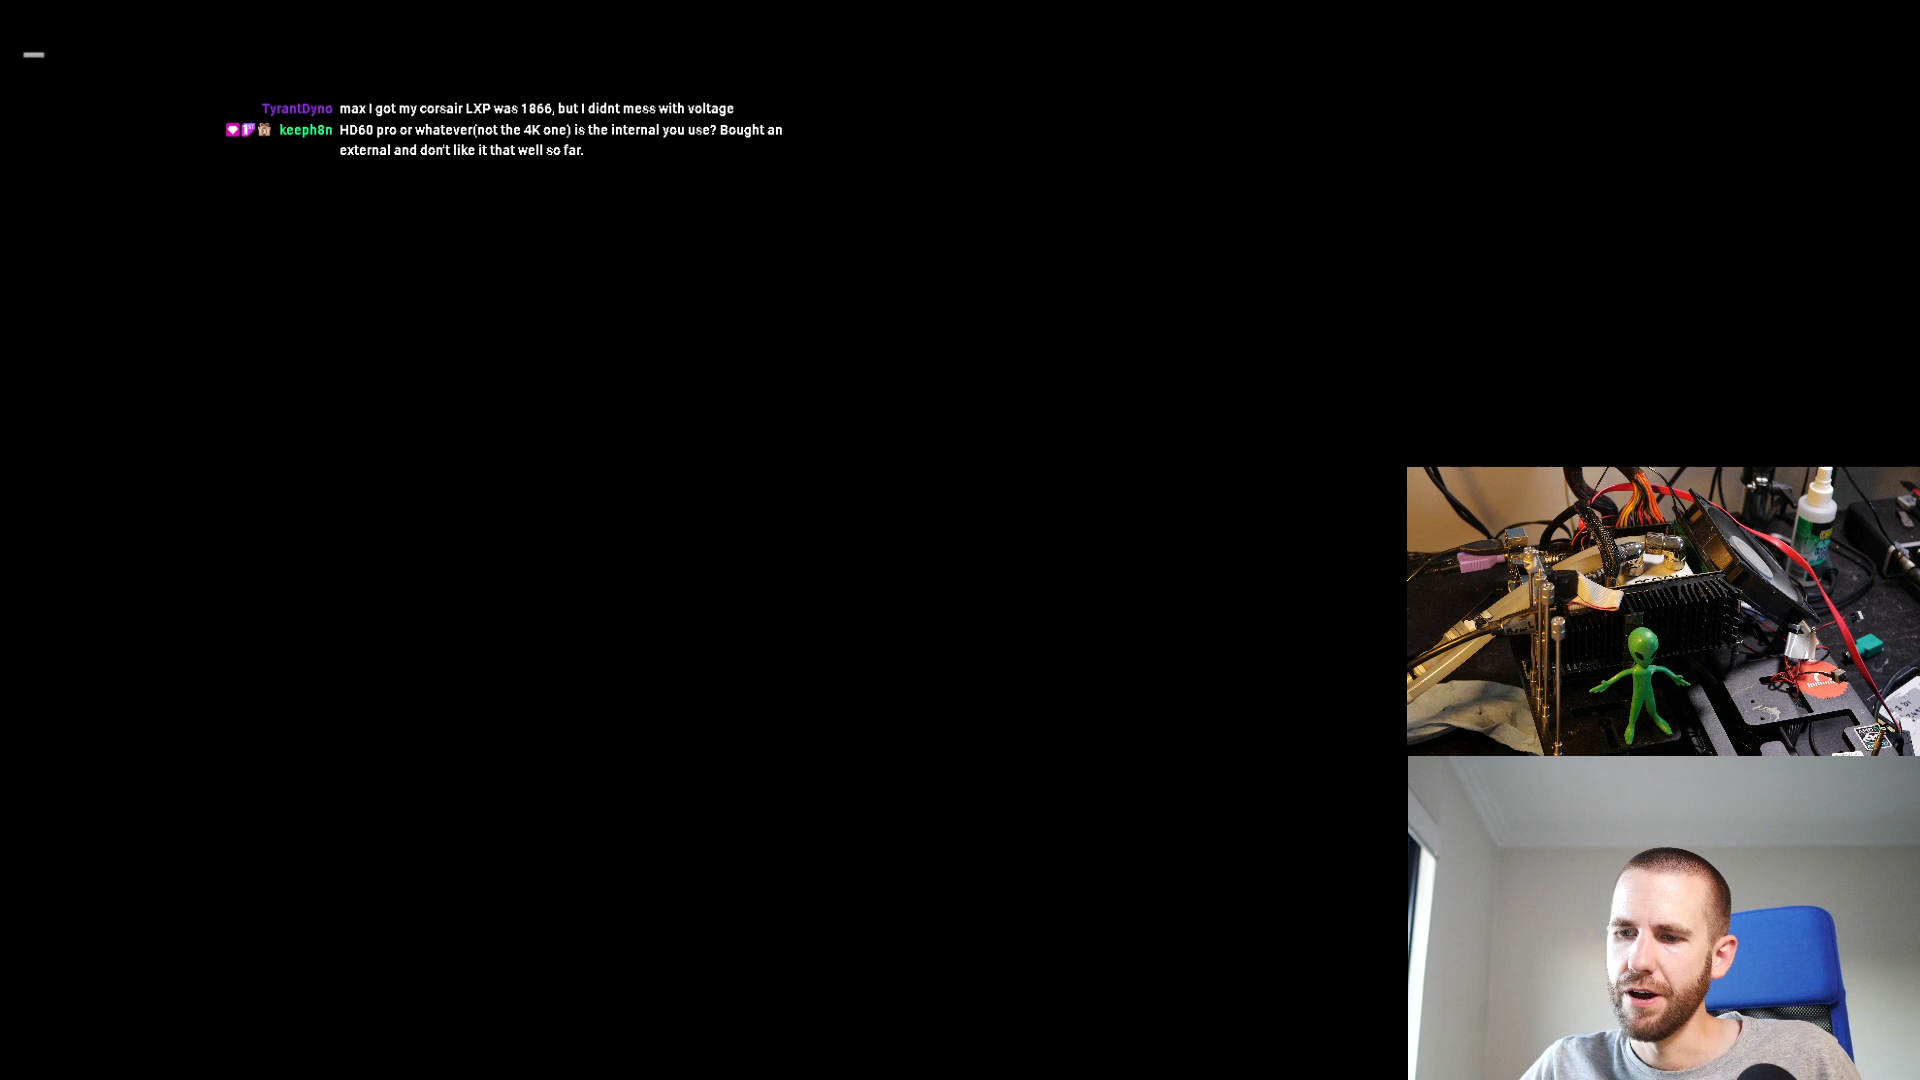 TyrantDyno max I got my corsair LXP was 1866, but I didnt mess with voltage
keeph8n HD60 pro or whatever(not the 4K one) is the internal you use? Bought an
external and don't like it that well so far.